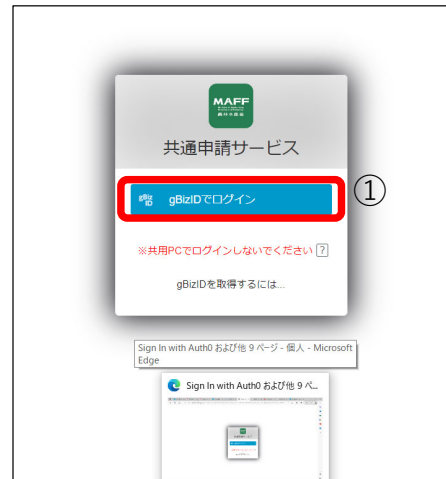 MAFF
農林水産省
共通申請サービス
gBiz
ID
gBizIDでログイン
①
※共用PCでログインしないでください ?
gBizIDを取得するには...
Sign In with Auth0 および他 9 ページ - 個人 - Microsoft
Edge
Sign In with Auth0 および他 9 ペ...